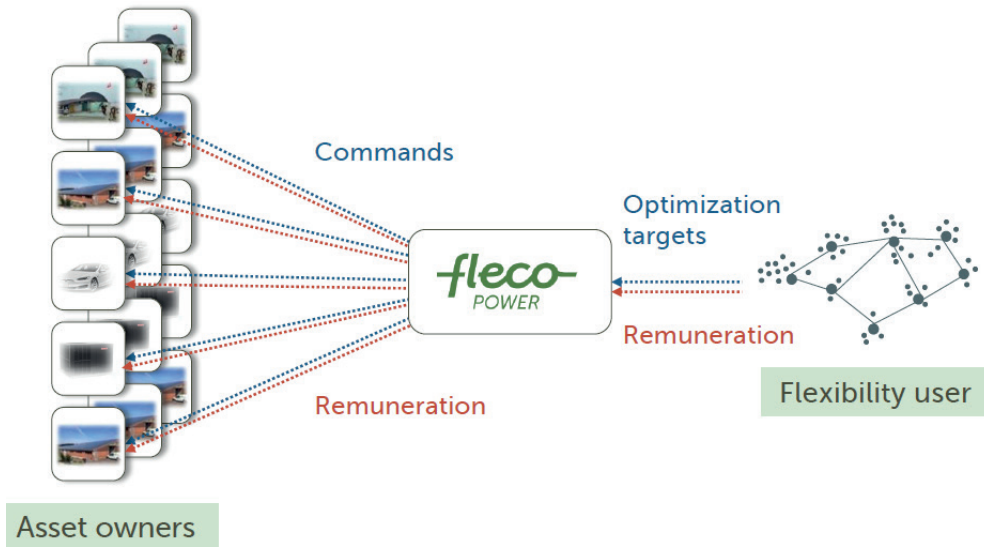 Commands
Optimization
targets
fleco
POWER
Remuneration
Remuneration
Flexibility user
Asset owners